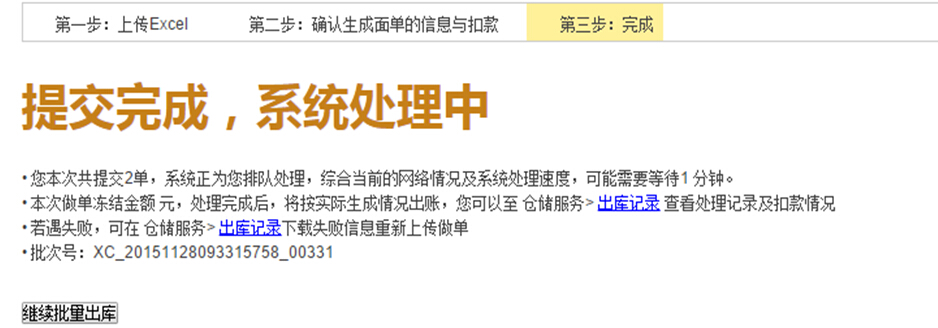 第一步：上传Excel 第二步：确认生成面单的信息与扣款 第三步：完成
提交完成，系统处理中
• 您本次共提交2单，系统正为您排队处理，综合当前的网络情况及系统处理速度，可能需要等待1 分钟。
• 本次做单冻结金额 元，处理完成后，将按实际生成情况出账，您可以至 仓储服务> 出库记录 查看处理记录及扣款情况
• 若遇失败，可在 仓储服务> 出库记录下载失败信息重新上传做单
• 批次号：XC_20151128093315758_00331
继续批量出库